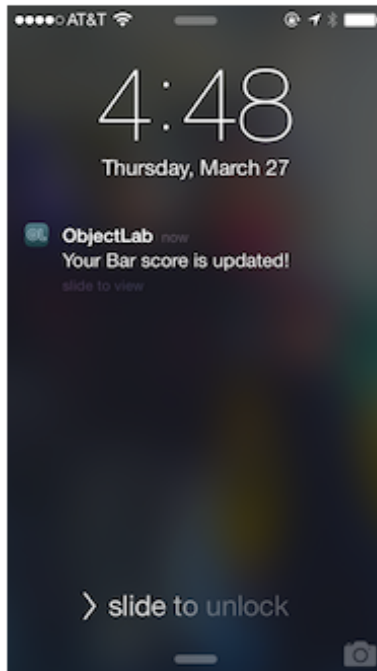 AT&T
4:48
Thursday, March 27
ObjectLab now
Your Bar score is updated!
slide to view
slide to unlock